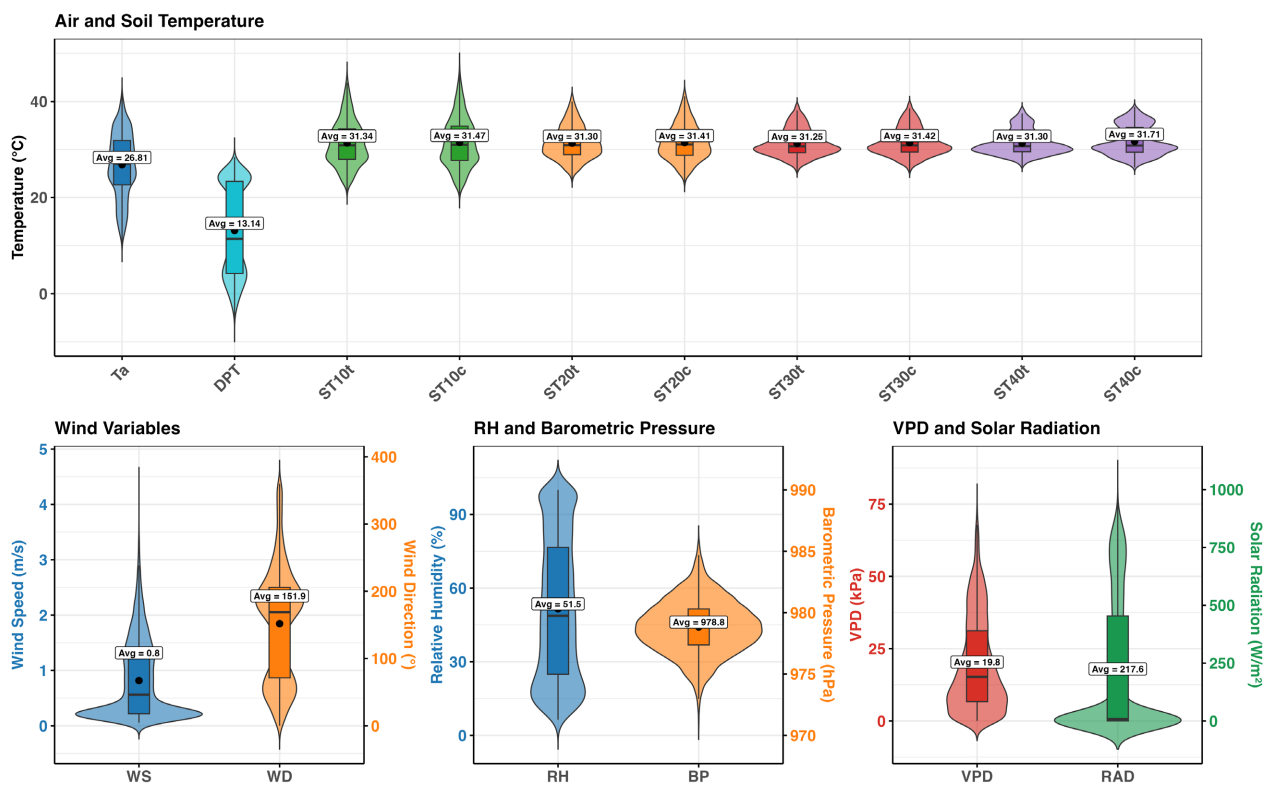 Air and Soil Temperature
Temperature (°C)
40
20
0
Avg = 26.81
Avg = 13.14
Avg = 31.34
Avg = 31.47
Avg = 31.30
Avg = 31.41
Avg = 31.25
Avg = 31.42
Avg = 31.30
Avg = 31.71
Ta
DPT
ST10t
ST10c
ST20t
ST20c
ST30t
ST30c
ST40t
ST40c
Wind Variables
Wind Speed (m/s)
5
4
3
2
1
0
Avg = 0.8
Avg = 151.9
400
300
200
100
0
Wind Direction (°)
WS
WD
RH and Barometric Pressure
Relative Humidity (%)
90
60
30
0
Avg = 51.5
Avg = 978.8
990
985
980
975
970
Barometric Pressure (hPa)
RH
BP
VPD and Solar Radiation
VPD (kPa)
75
50
25
0
Avg = 19.8
Avg = 217.6
1000
750
500
250
0
Solar Radiation (W/m²)
VPD
RAD